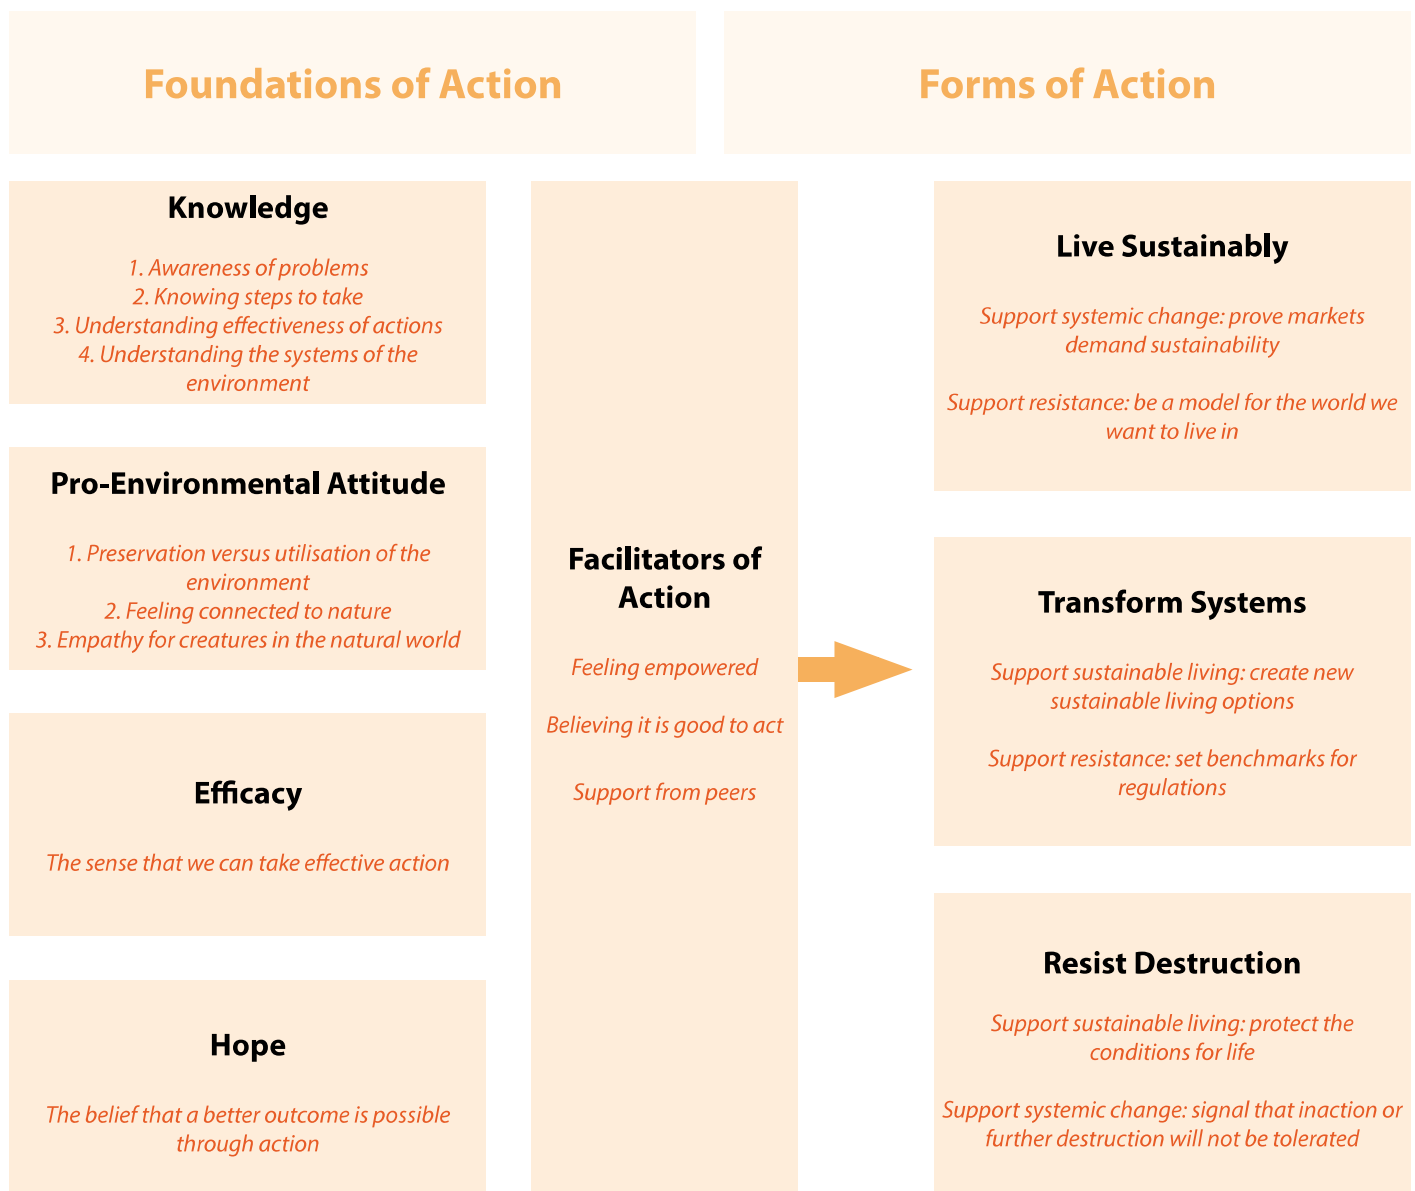 Foundations of Action
Forms of Action
Knowledge
1. Awareness of problems
2. Knowing steps to take
3. Understanding effectiveness of actions
4. Understanding the systems of the
environment
Pro-Environmental Attitude
1. Preservation versus utilisation of the
environment
2. Feeling connected to nature
3. Empathy for creatures in the natural world
Efficacy
The sense that we can take effective action
Hope
The belief that a better outcome is possible
through action
Facilitators of
Action
Feeling empowered
Believing it is good to act
Support from peers
Live Sustainably
Support systemic change: prove markets
demand sustainability
Support resistance: be a model for the world we
want to live in
Transform Systems
Support sustainable living: create new
sustainable living options
Support resistance: set benchmarks for
regulations
Resist Destruction
Support sustainable living: protect the
conditions for life
Support systemic change: signal that inaction or
further destruction will not be tolerated